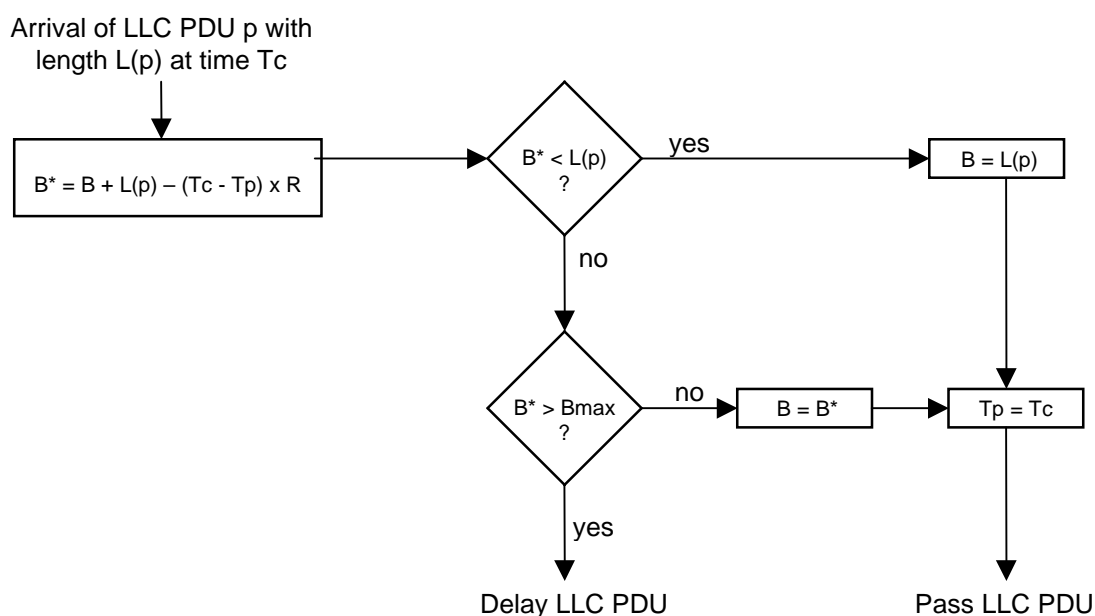 Arrival of LLC PDU p with
length L(p) at time Tc
B* = B + L(p) – (Tc - Tp) x R
B* < L(p)
?
yes
B = L(p)
no
B* > Bmax
?
no
B = B*
Tp = Tc
yes
Delay LLC PDU
Pass LLC PDU